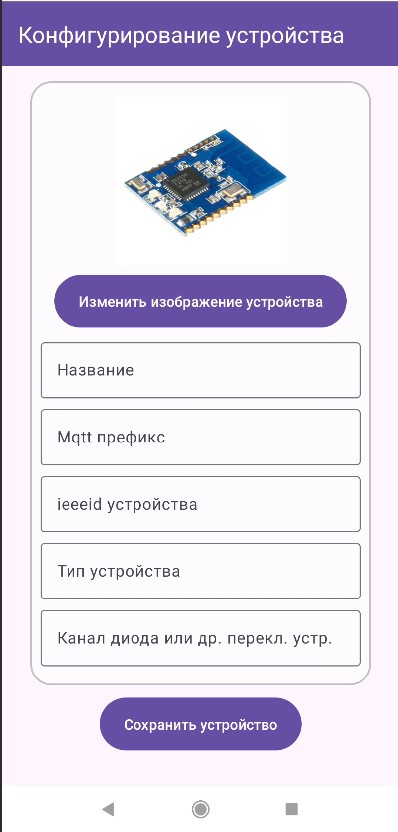 Конфигурирование устройства
Изменить изображение устройства
Название
Mqtt префикс
ieeeid устройства
Тип устройства
Канал диода или др. перекл. устр.
Сохранить устройство